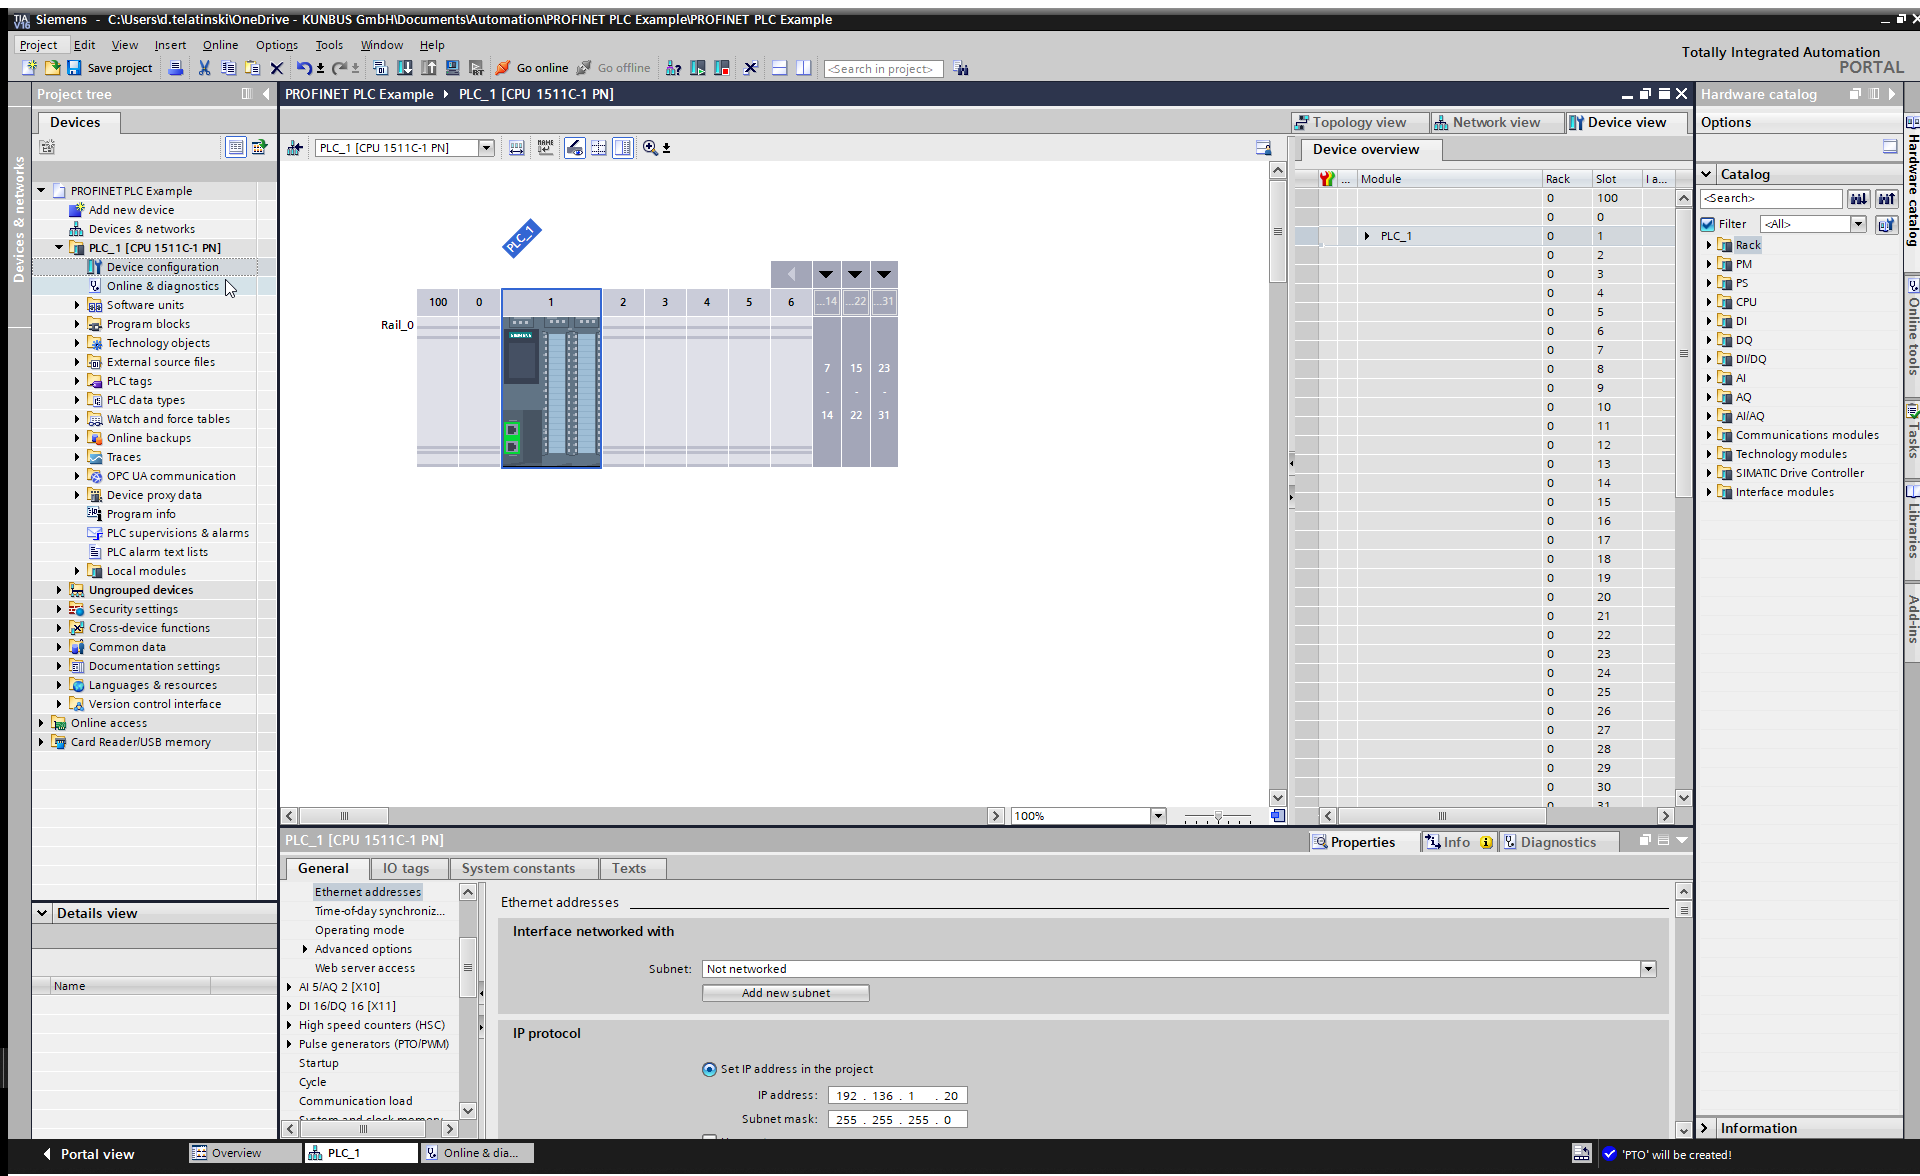 Siemens - C:\Users\d.telatinski\OneDrive - KUNBUS GmbH\Documents\Automation\PROFINET PLC Example\PROFINET PLC Example
Project Edit View Insert Online Options Tools Window Help
Totally Integrated Automation
PORTAL
Save project Go online Go offline <Search in project>
Project tree
PROFINET PLC Example PLC_1 [CPU 1511C-1 PN]
Hardware catalog
Devices
Topology view Network view Device view
Options
PLC_1 [CPU 1511C-1 PN]
Device overview
Devices & networks
PROFINET PLC Example
Add new device
Devices & networks
PLC_1 [CPU 1511C-1 PN]
Device configuration
Online & diagnostics
Software units
Program blocks
Technology objects
External source files
PLC tags
PLC data types
Watch and force tables
Online backups
Traces
OPC UA communication
Device proxy data
Program info
PLC supervisions & alarms
PLC alarm text lists
Local modules
Ungrouped devices
Security settings
Cross-device functions
Common data
Documentation settings
Languages & resources
Version control interface
Online access
Card Reader/USB memory
Details view
Name
PLC_1
100 0 1 2 3 4 5 6 ...14 ...22 ...31
Rail_0
SIEMENS
7 15 23
- - -
14 22 31
100%
... Module Rack Slot I a...
0 100
0 0
PLC_1 0 1
0 2
0 3
0 4
0 5
0 6
0 7
0 8
0 9
0 10
0 11
0 12
0 13
0 14
0 15
0 16
0 17
0 18
0 19
0 20
0 21
0 22
0 23
0 24
0 25
0 26
0 27
0 28
0 29
0 30
0 31
Catalog
<Search>
Filter <All>
Rack
PM
PS
CPU
DI
DQ
DI/DQ
AI
AQ
AI/AQ
Communications modules
Technology modules
SIMATIC Drive Controller
Interface modules
Information
Hardware catalog
Online tools
Tasks
Libraries
Add-ins
PLC_1 [CPU 1511C-1 PN]
Properties Info Diagnostics
General IO tags System constants Texts
Ethernet addresses
Time-of-day synchroniz...
Operating mode
Advanced options
Web server access
AI 5/AQ 2 [X10]
DI 16/DQ 16 [X11]
High speed counters (HSC)
Pulse generators (PTO/PWM)
Startup
Cycle
Communication load
System and clock memory
Ethernet addresses
Interface networked with
Subnet: Not networked
Add new subnet
IP protocol
Set IP address in the project
IP address: 192 . 136 . 1 . 20
Subnet mask: 255 . 255 . 255 . 0
Portal view Overview PLC_1 Online & dia...
'PTO' will be created!